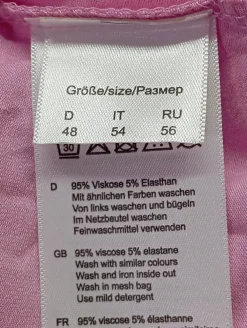 Größe/size/Размер
D IT RU
48 54 56
30
D 95% Viskose 5% Elasthan
Mit ähnlichen Farben waschen
Von links waschen und bügeln
Im Netzbeutel waschen
Feinwaschmittel verwenden
GB 95% viscose 5% elastane
Wash with similar colours
Wash and iron inside out
Wash in mesh bag
Use mild detergent
FR 95% viscose 5% élasthanne